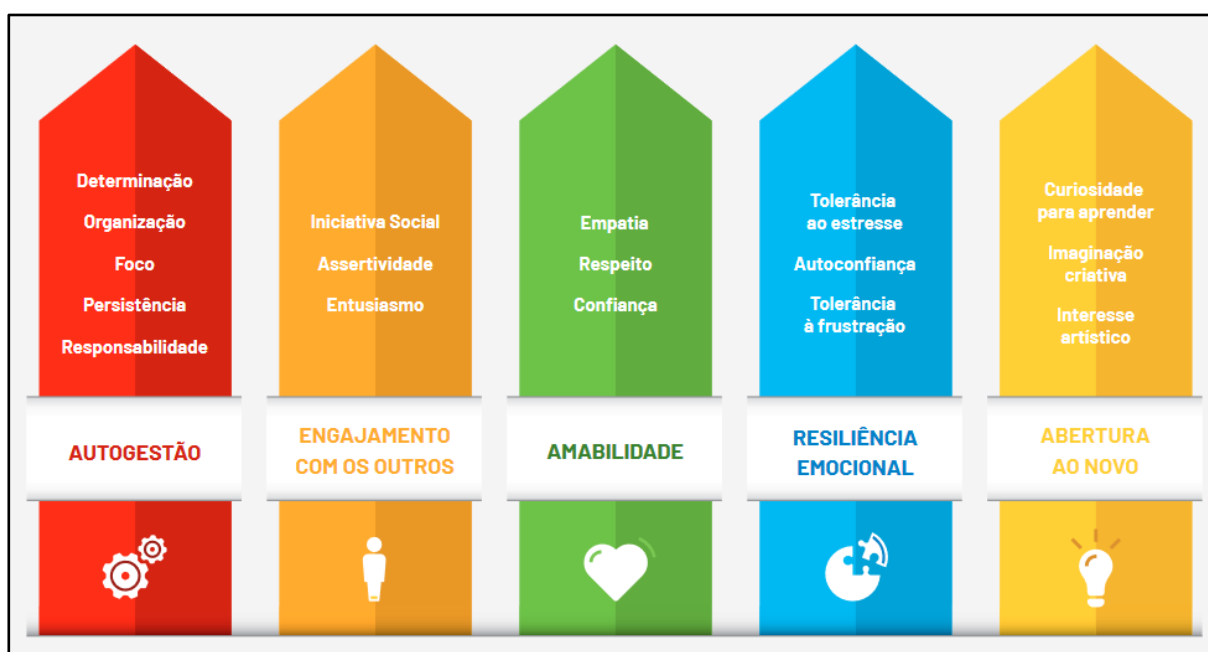 Determinação
Organização
Foco
Persistência
Responsabilidade
AUTOGESTÃO
Iniciativa Social
Assertividade
Entusiasmo
ENGAJAMENTO
COM OS OUTROS
Empatia
Respeito
Confiança
AMABILIDADE
Tolerância
ao estresse
Autoconfiança
Tolerância
à frustração
RESILIÊNCIA
EMOCIONAL
Curiosidade
para aprender
Imaginação
criativa
Interesse
artístico
ABERTURA
AO NOVO